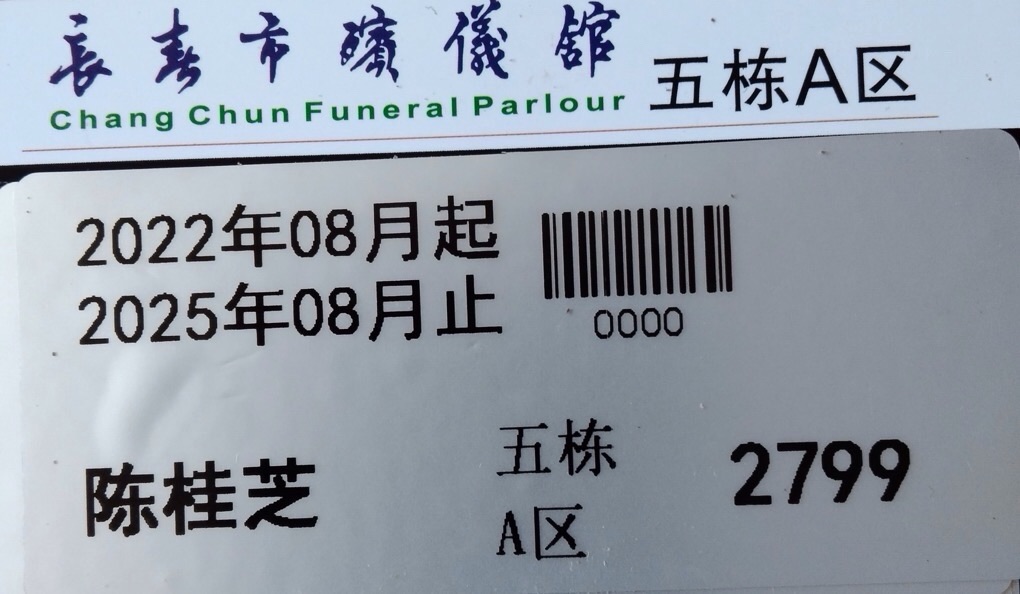 長春市殯儀館
Chang Chun Funeral Parlour
五栋A区
2022年08月起
2025年08月止
0000
陈桂芝
五栋
A区
2799